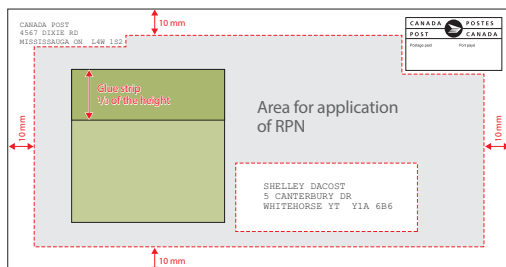 CANADA POST
4567 DIXIE RD
MISSISSAUGA ON L4W 1S2
10 mm
CANADA POSTES
POST CANADA
Postage paid Port payé
Glue strip
1/3 of the height
Area for application
of RPN
10 mm
10 mm
SHELLEY DACOST
5 CANTERBURY DR
WHITEHORSE YT Y1A 6B6
10 mm